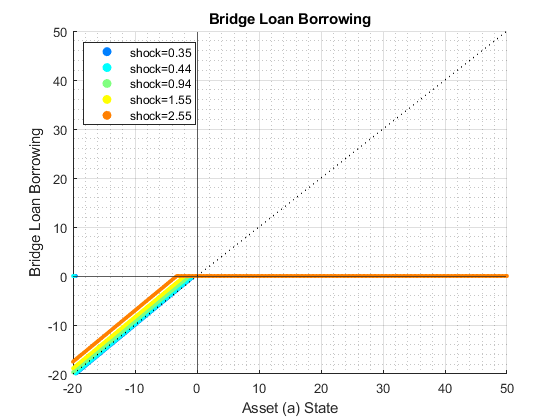 Bridge Loan Borrowing
shock=0.35
shock=0.44
shock=0.94
shock=1.55
shock=2.55
Bridge Loan Borrowing
50
40
30
20
10
0
-10
-20
-20 -10 0 10 20 30 40 50
Asset (a) State